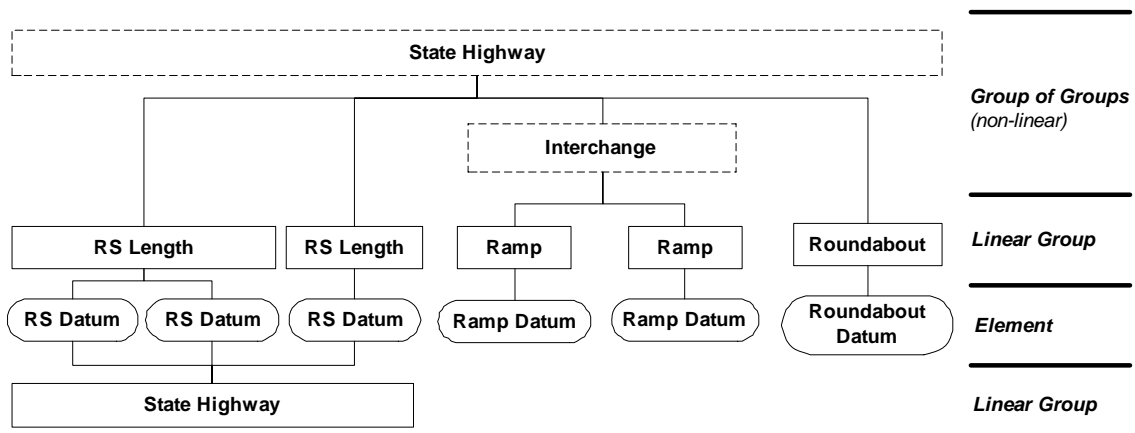 State Highway
Group of Groups
(non-linear)
Interchange
RS Length
RS Length
Ramp
Ramp
Roundabout
Linear Group
RS Datum
RS Datum
RS Datum
Ramp Datum
Ramp Datum
Roundabout
Datum
Element
State Highway
Linear Group